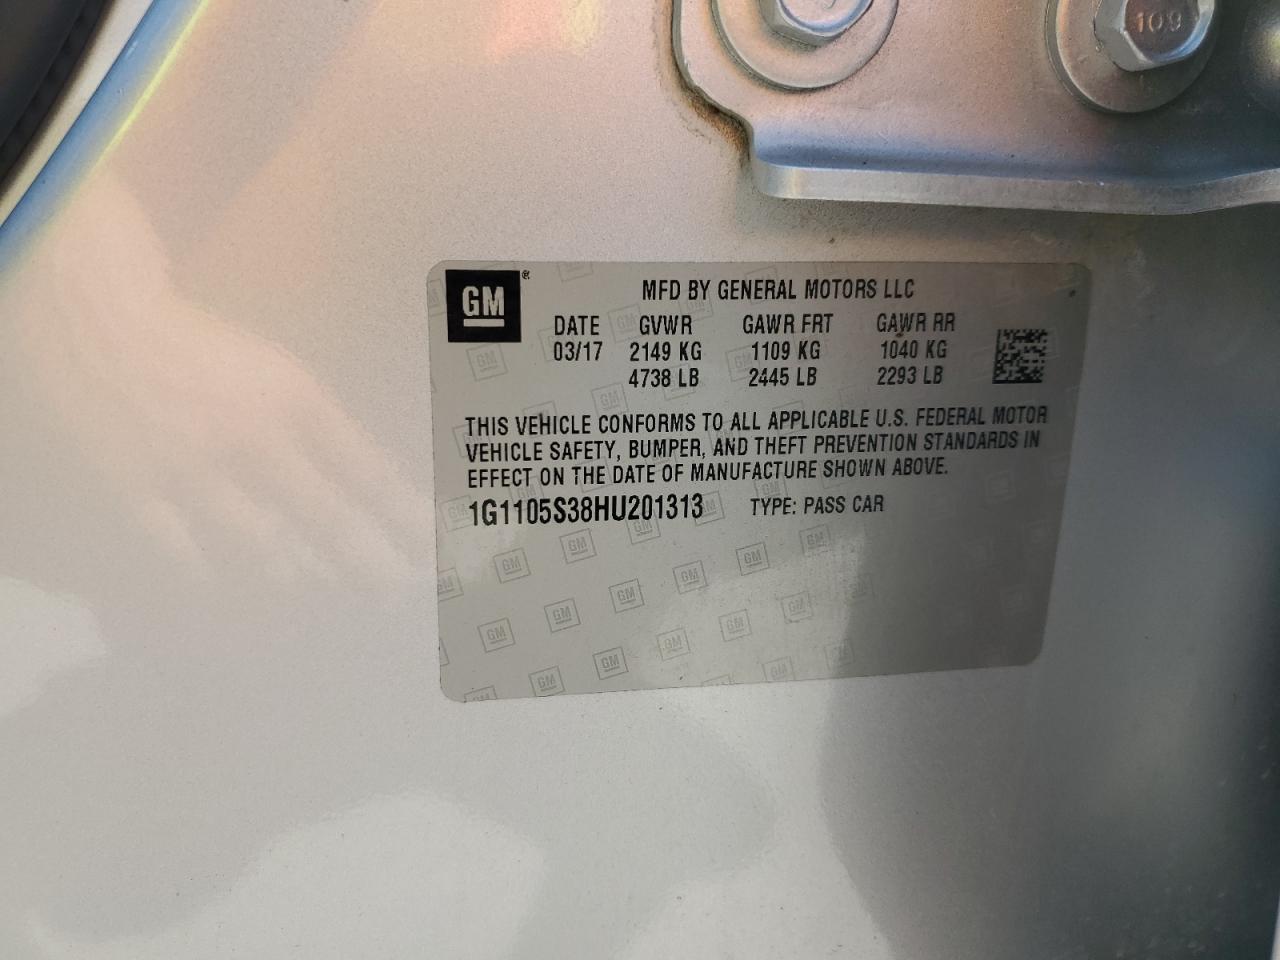 109
GM®
MFD BY GENERAL MOTORS LLC
DATE GVWR GAWR FRT GAWR RR
03/17 2149 KG 1109 KG 1040 KG
4738 LB 2445 LB 2293 LB
THIS VEHICLE CONFORMS TO ALL APPLICABLE U.S. FEDERAL MOTOR
VEHICLE SAFETY, BUMPER, AND THEFT PREVENTION STANDARDS IN
EFFECT ON THE DATE OF MANUFACTURE SHOWN ABOVE.
1G1105S38HU201313 TYPE: PASS CAR